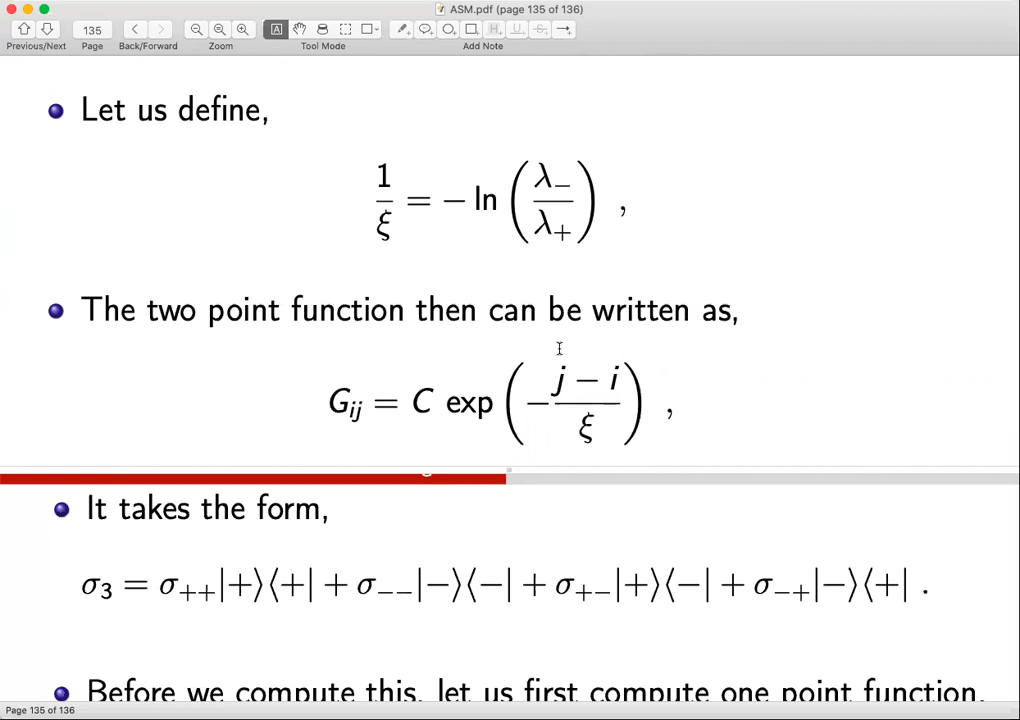 ASM.pdf (page 135 of 136)
135
Previous/Next Page Back/Forward Zoom Tool Mode Add Note
Let us define,
1/ξ = − ln (λ₋/λ₊) ,
The two point function then can be written as,
G_{ij} = C exp (−(j − i)/ξ) ,
It takes the form,
σ₃ = σ₊₊|+⟩⟨+| + σ₋₋|−⟩⟨−| + σ₊₋|+⟩⟨−| + σ₋₊|−⟩⟨+| .
Before we compute this, let us first compute one point function.
Page 135 of 136